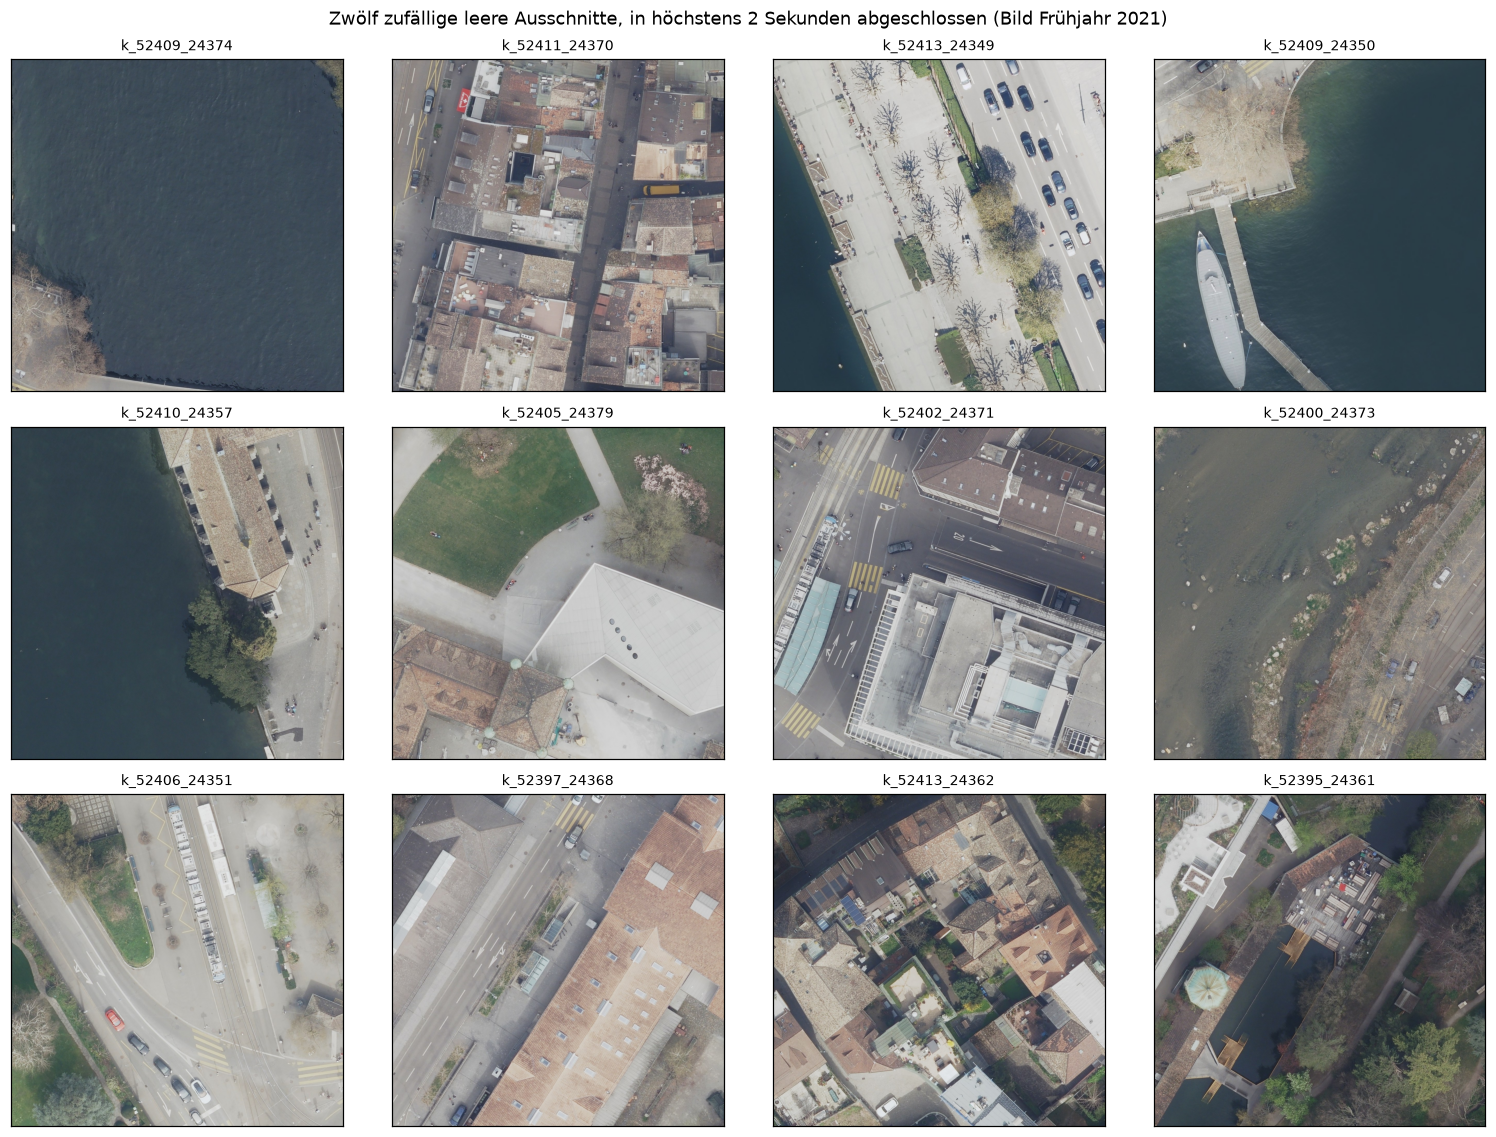 Zwölf zufällige leere Ausschnitte, in höchstens 2 Sekunden abgeschlossen (Bild Frühjahr 2021)
k_52409_24374
k_52411_24370
k_52413_24349
k_52409_24350
k_52410_24357
k_52405_24379
k_52402_24371
k_52400_24373
k_52406_24351
k_52397_24368
k_52413_24362
k_52395_24361